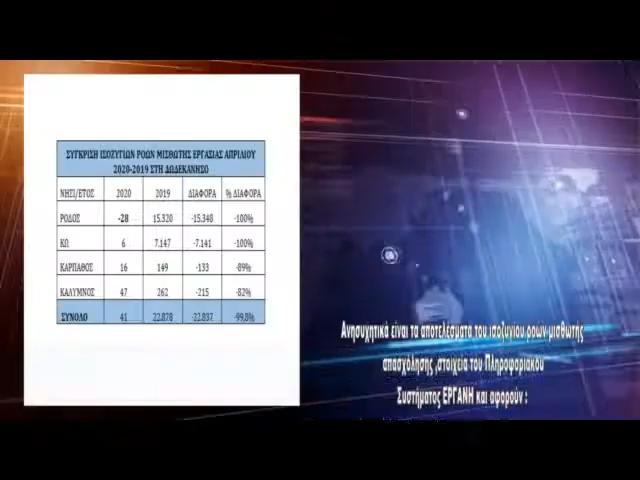 ΣΥΓΚΡΙΣΗ ΙΣΟΖΥΓΙΩΝ ΡΟΩΝ ΜΙΣΘΩΤΗΣ ΕΡΓΑΣΙΑΣ ΑΠΡΙΛΙΟΥ
2020-2019 ΣΤΗ ΔΩΔΕΚΑΝΗΣΟ
ΝΗΣΙ/ΕΤΟΣ 2020 2019 ΔΙΑΦΟΡΑ % ΔΙΑΦΟΡΑ
ΡΟΔΟΣ -28 15.320 -15.348 -100%
ΚΩ 6 7.147 -7.141 -100%
ΚΑΡΠΑΘΟΣ 16 149 -133 -89%
ΚΑΛΥΜΝΟΣ 47 262 -215 -82%
ΣΥΝΟΛΟ 41 22.878 -22.837 -99,8%
Ανησυχητικά είναι τα αποτελέσματα του ισοζυγίου ροών μισθωτής
απασχόλησης ,στοιχεία του Πληροφοριακού
Συστήματος ΕΡΓΑΝΗ και αφορούν :